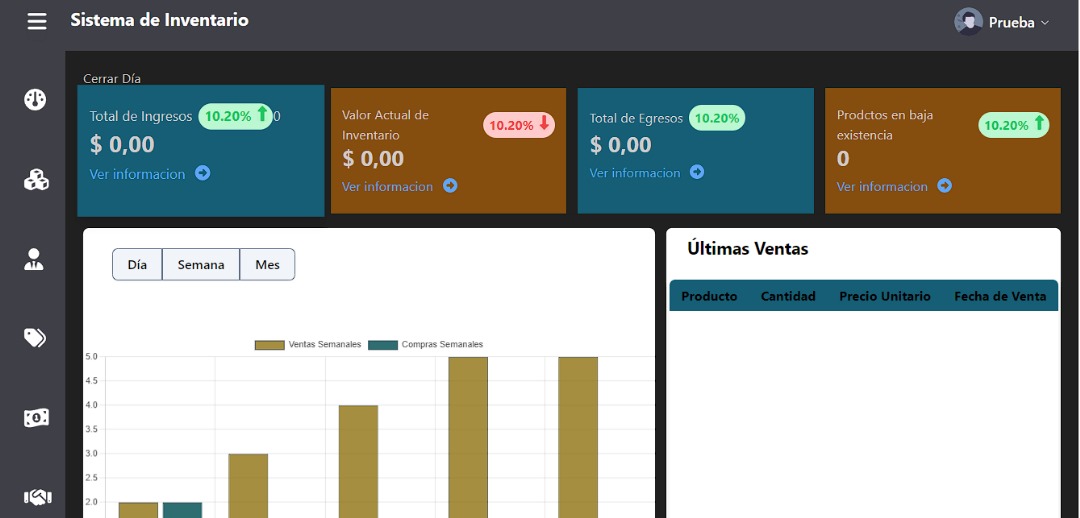 Sistema de Inventario
Prueba
Cerrar Día
Total de Ingresos 10.20% 0
$ 0,00
Ver informacion
Valor Actual de
Inventario
10.20%
$ 0,00
Ver informacion
Total de Egresos 10.20%
$ 0,00
Ver informacion
Prodctos en baja
existencia
10.20%
0
Ver informacion
Día Semana Mes
Ventas Semanales Compras Semanales
5.0
4.5
4.0
3.5
3.0
2.5
2.0
Últimas Ventas
Producto Cantidad Precio Unitario Fecha de Venta